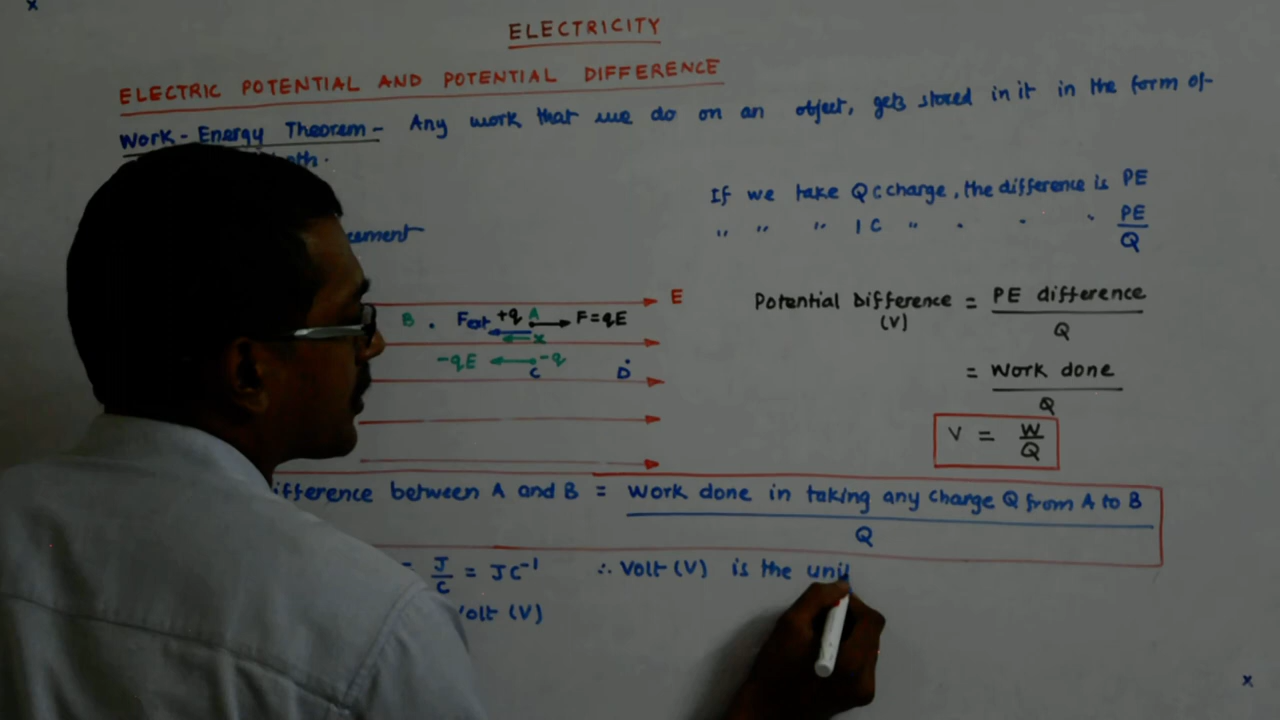 x
ELECTRICITY
ELECTRIC POTENTIAL AND POTENTIAL DIFFERENCE
Work - Energy Theorem - Any work that we do on an object, gets stored in it in the form of
If we take Q C charge, the difference is PE
" " " 1 C " " " " PE/Q
E
B . Fext +q A F = qE
x
-qE -q
C D
Potential Difference = PE difference
(V) Q
= Work done
Q
V = W/Q
ifference between A and B = Work done in taking any charge Q from A to B
Q
= J/C = JC⁻¹ ∴ Volt (V) is the uni
Volt (V)
x